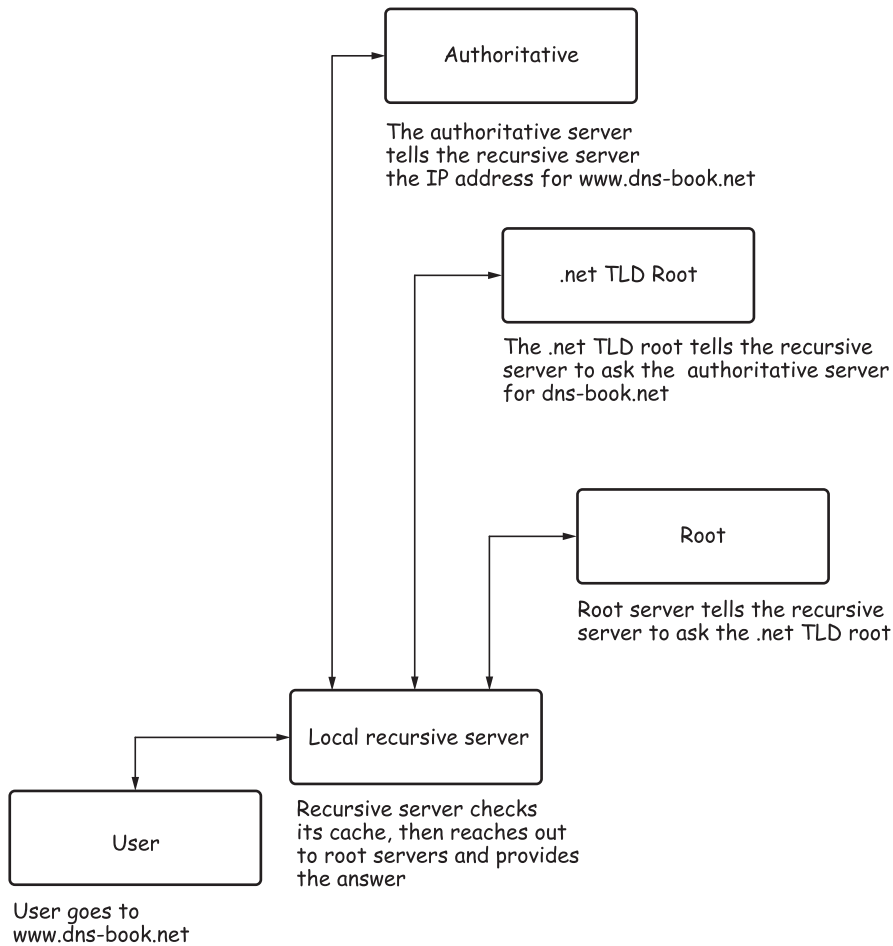 Authoritative
The authoritative server
tells the recursive server
the IP address for www.dns-book.net
.net TLD Root
The .net TLD root tells the recursive
server to ask the  authoritative server
for dns-book.net
Root
Root server tells the recursive
server to ask the .net TLD root
Local recursive server
Recursive server checks
its cache, then reaches out
to root servers and provides
the answer
User
User goes to
www.dns-book.net